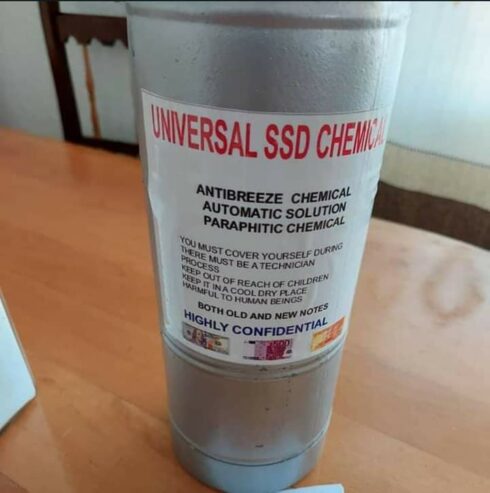 UNIVERSAL SSD CHEMICAL
ANTIBREEZE CHEMICAL
AUTOMATIC SOLUTION
PARAPHITIC CHEMICAL
YOU MUST COVER YOURSELF DURING
THERE MUST BE A TECHNICIAN
PROCESS
KEEP OUT OF REACH OF CHILDREN
KEEP IT IN A COOL DRY PLACE
HARMFUL TO HUMAN BEINGS
BOTH OLD AND NEW NOTES
HIGHLY CONFIDENTIAL
500